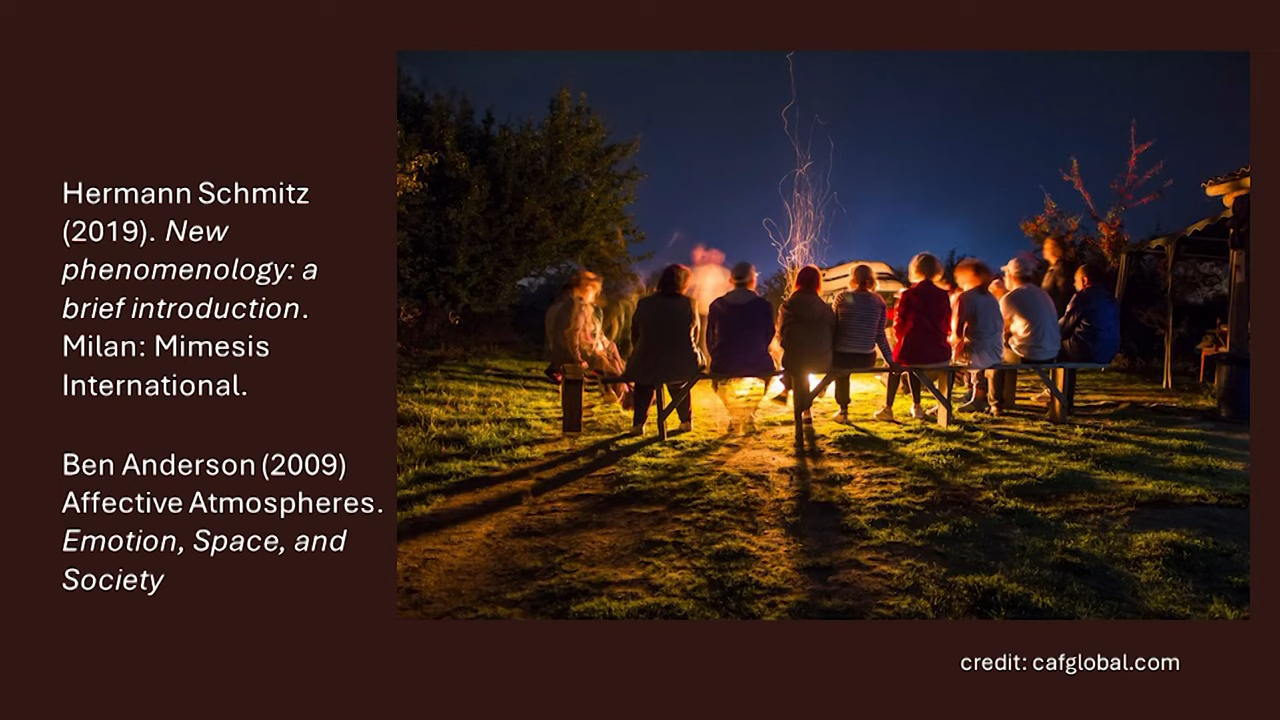 Hermann Schmitz
(2019). New
phenomenology: a
brief introduction.
Milan: Mimesis
International.
Ben Anderson (2009)
Affective Atmospheres.
Emotion, Space, and
Society
credit: cafglobal.com